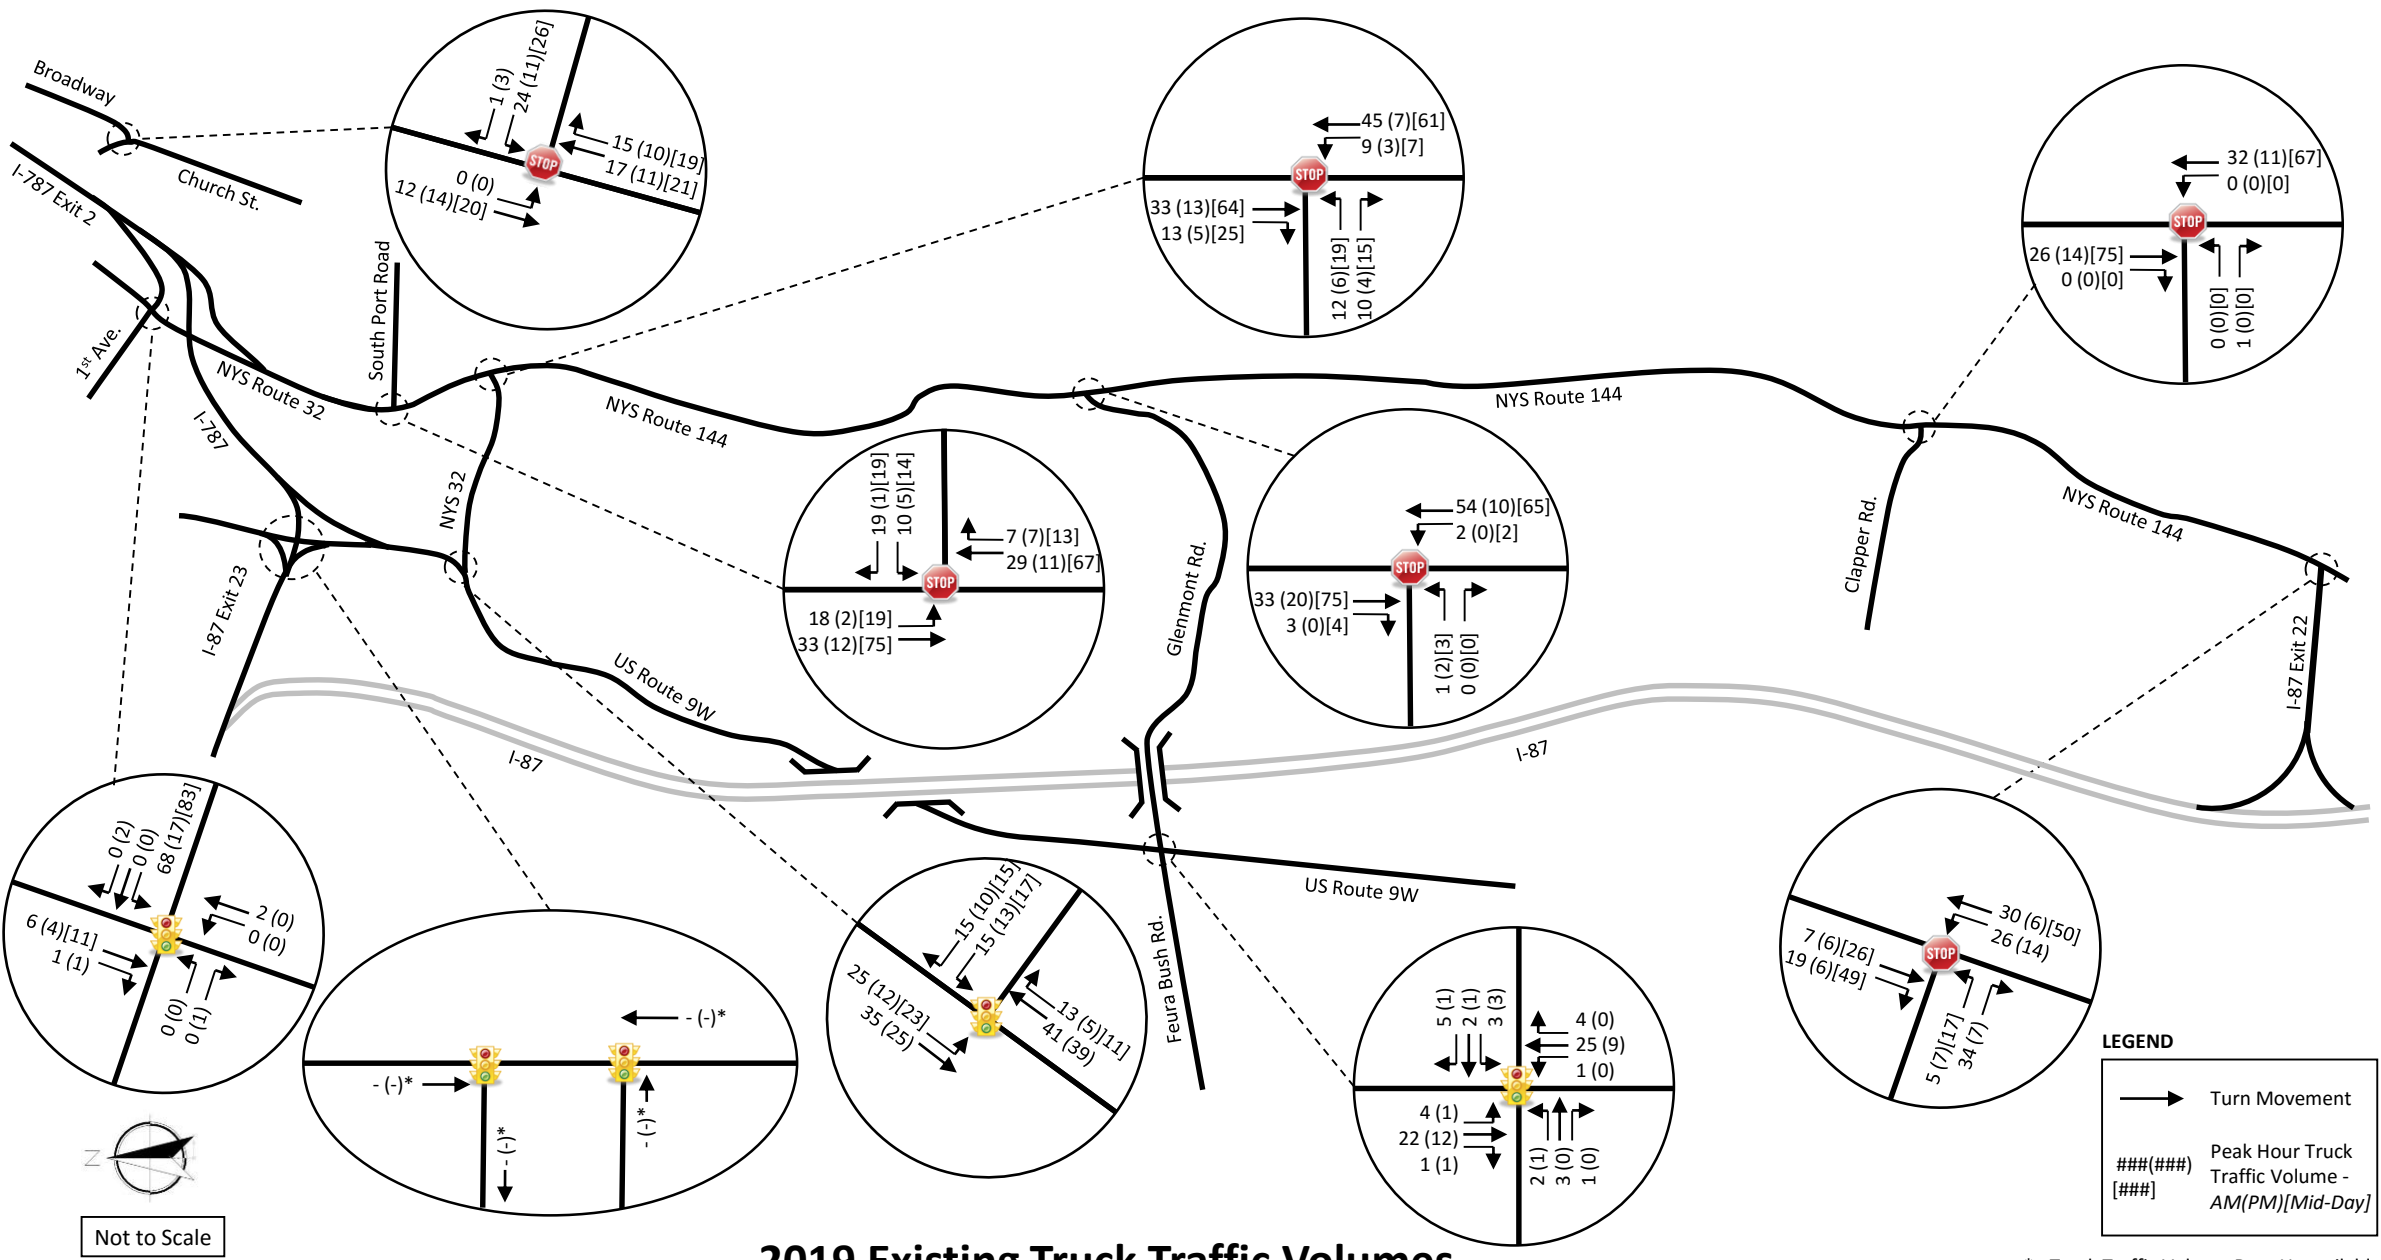 Broadway
Church St.
I-787 Exit 2
1st Ave.
NYS Route 32
I-787
South Port Road
NYS 32
I-87 Exit 23
NYS Route 144
US Route 9W
I-87
Glenmont Rd.
NYS Route 144
I-87
Feura Bush Rd.
US Route 9W
Clapper Rd.
NYS Route 144
I-87 Exit 22
1 (3)
24 (11)[26]
15 (10)[19]
17 (11)[21]
0 (0)
12 (14)[20]
STOP
45 (7)[61]
9 (3)[7]
STOP
33 (13)[64]
13 (5)[25]
12 (6)[19]
10 (4)[15]
32 (11)[67]
0 (0)[0]
STOP
26 (14)[75]
0 (0)[0]
0 (0)[0]
1 (0)[0]
19 (1)[19]
10 (5)[14]
7 (7)[13]
29 (11)[67]
STOP
18 (2)[19]
33 (12)[75]
54 (10)[65]
2 (0)[2]
STOP
33 (20)[75]
3 (0)[4]
1 (2)[3]
0 (0)[0]
0 (2)
0 (0)
68 (17)[83]
2 (0)
0 (0)
6 (4)[11]
1 (1)
0 (0)
0 (1)
- (-)*
- (-)*
- (-)*
- (-)*
15 (10)[15]
15 (13)[17]
25 (12)[23]
35 (25)
13 (5)[11]
41 (39)
5 (1)
2 (1)
3 (3)
4 (0)
25 (9)
1 (0)
4 (1)
22 (12)
1 (1)
2 (1)
3 (0)
1 (0)
30 (6)[50]
26 (14)
STOP
7 (6)[26]
19 (6)[49]
5 (7)[17]
34 (7)
Z
Not to Scale
LEGEND
Turn Movement
###(###)
[###]
Peak Hour Truck
Traffic Volume -
AM(PM)[Mid-Day]
2019 Existing Truck Traffic Volumes